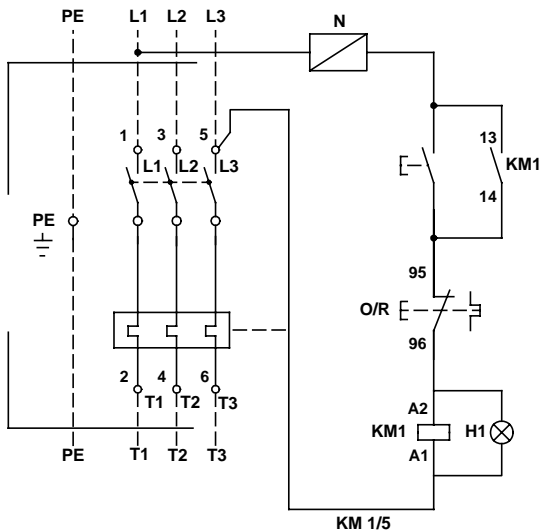 PE L1 L2 L3 N
1 3 5 13
L1 L2 L3 KM1
14
PE
95
O/R
96
2 4 6
T1 T2 T3 A2
KM1 H1
A1
PE T1 T2 T3
KM 1/5